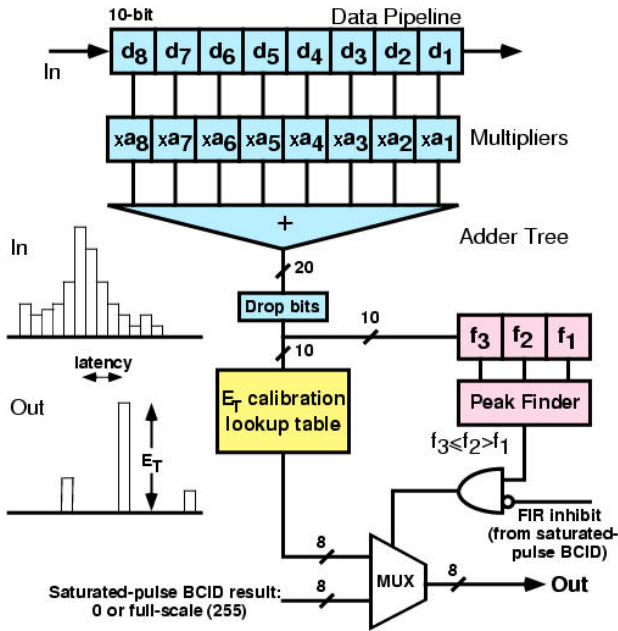 10-bit
Data Pipeline
In
d8 d7 d6 d5 d4 d3 d2 d1
xa8 xa7 xa6 xa5 xa4 xa3 xa2 xa1
Multipliers
+
Adder Tree
In
20
Drop bits
10
10
f3 f2 f1
latency
ET calibration
lookup table
Peak Finder
Out
f3≤f2>f1
ET
FIR inhibit
(from saturated-
pulse BCID)
8
MUX
8
Out
Saturated-pulse BCID result:
0 or full-scale (255)
8